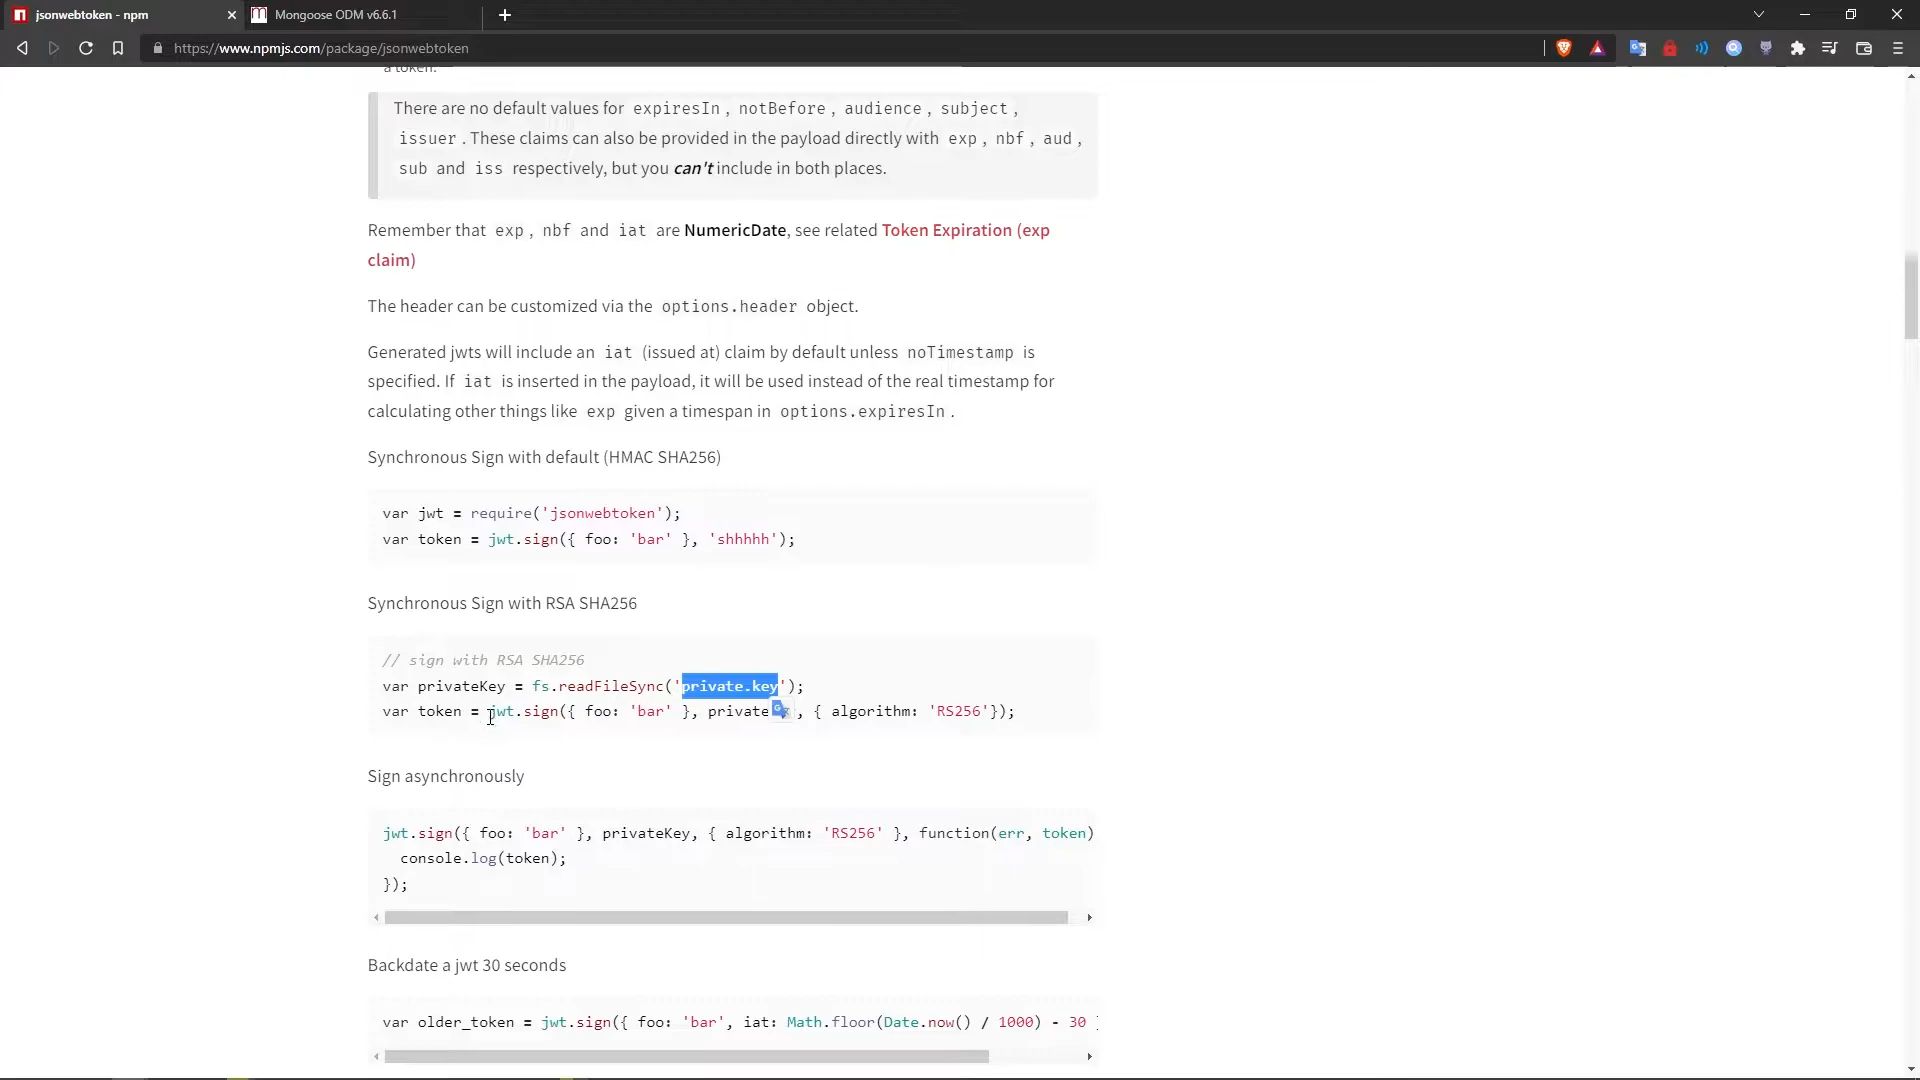 jsonwebtoken - npm
Mongoose ODM v6.6.1
https://www.npmjs.com/package/jsonwebtoken
a token.
There are no default values for expiresIn, notBefore, audience, subject,
issuer. These claims can also be provided in the payload directly with exp, nbf, aud,
sub and iss respectively, but you can't include in both places.
Remember that exp, nbf and iat are NumericDate, see related Token Expiration (exp
claim)
The header can be customized via the options.header object.
Generated jwts will include an iat (issued at) claim by default unless noTimestamp is
specified. If iat is inserted in the payload, it will be used instead of the real timestamp for
calculating other things like exp given a timespan in options.expiresIn.
Synchronous Sign with default (HMAC SHA256)
var jwt = require('jsonwebtoken');
var token = jwt.sign({ foo: 'bar' }, 'shhhhh');
Synchronous Sign with RSA SHA256
// sign with RSA SHA256
var privateKey = fs.readFileSync('private.key');
var token = jwt.sign({ foo: 'bar' }, private , { algorithm: 'RS256'});
Sign asynchronously
jwt.sign({ foo: 'bar' }, privateKey, { algorithm: 'RS256' }, function(err, token)
console.log(token);
});
Backdate a jwt 30 seconds
var older_token = jwt.sign({ foo: 'bar', iat: Math.floor(Date.now() / 1000) - 30 }